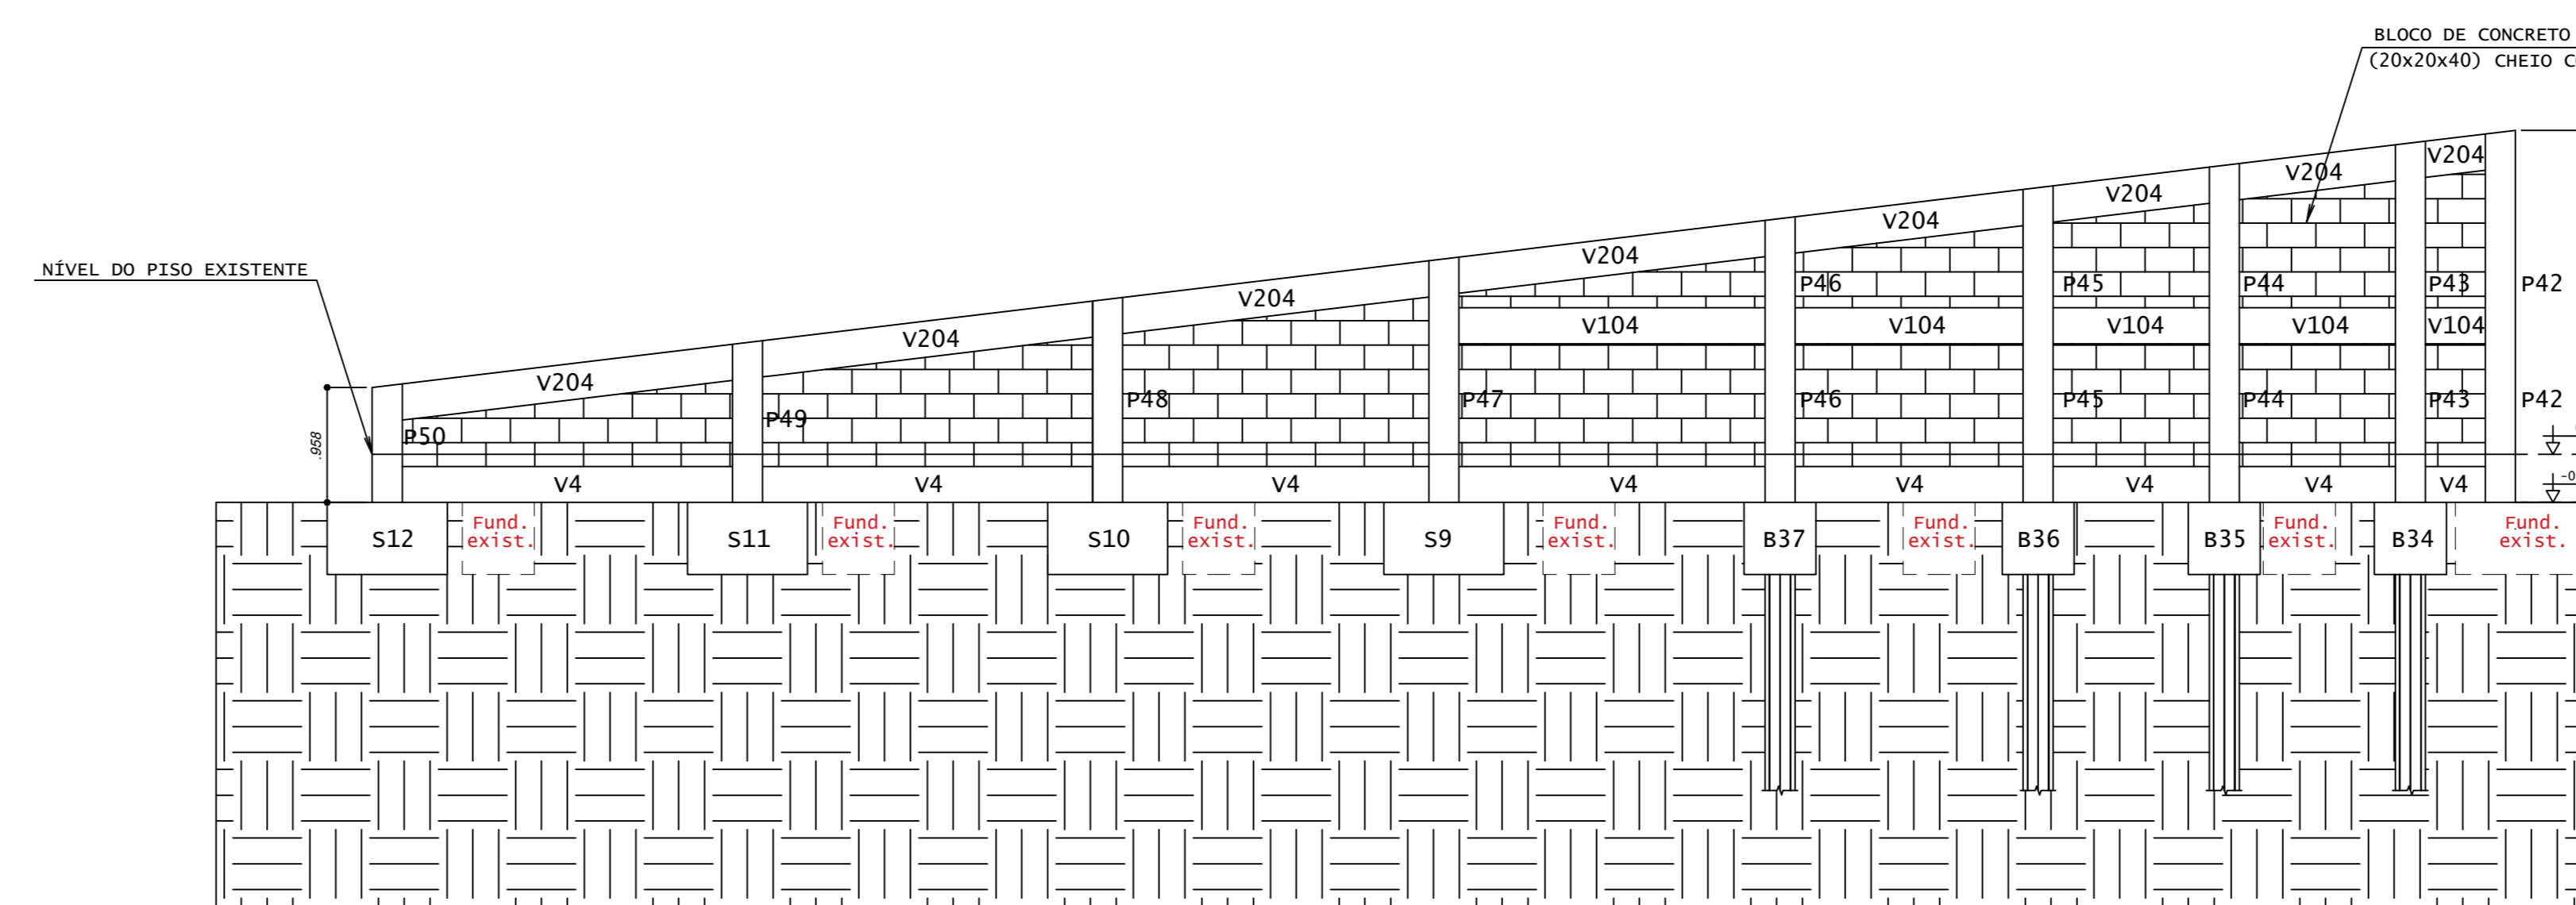 BLOCO DE CONCRETO
(20x20x40) CHEIO
NÍVEL DO PISO EXISTENTE
V204
V204
V204
V204
V204
V204
V204
V204
V204
P46
P45
P44
P43
P42
V104
V104
V104
V104
V104
P50
P49
P48
P47
P46
P45
P44
P43
P42
.958
V4
V4
V4
V4
V4
V4
V4
V4
-0
S12
Fund.
exist.
S11
Fund.
exist.
S10
Fund.
exist.
S9
Fund.
exist.
B37
Fund.
exist.
B36
B35
Fund.
exist.
B34
Fund.
exist.